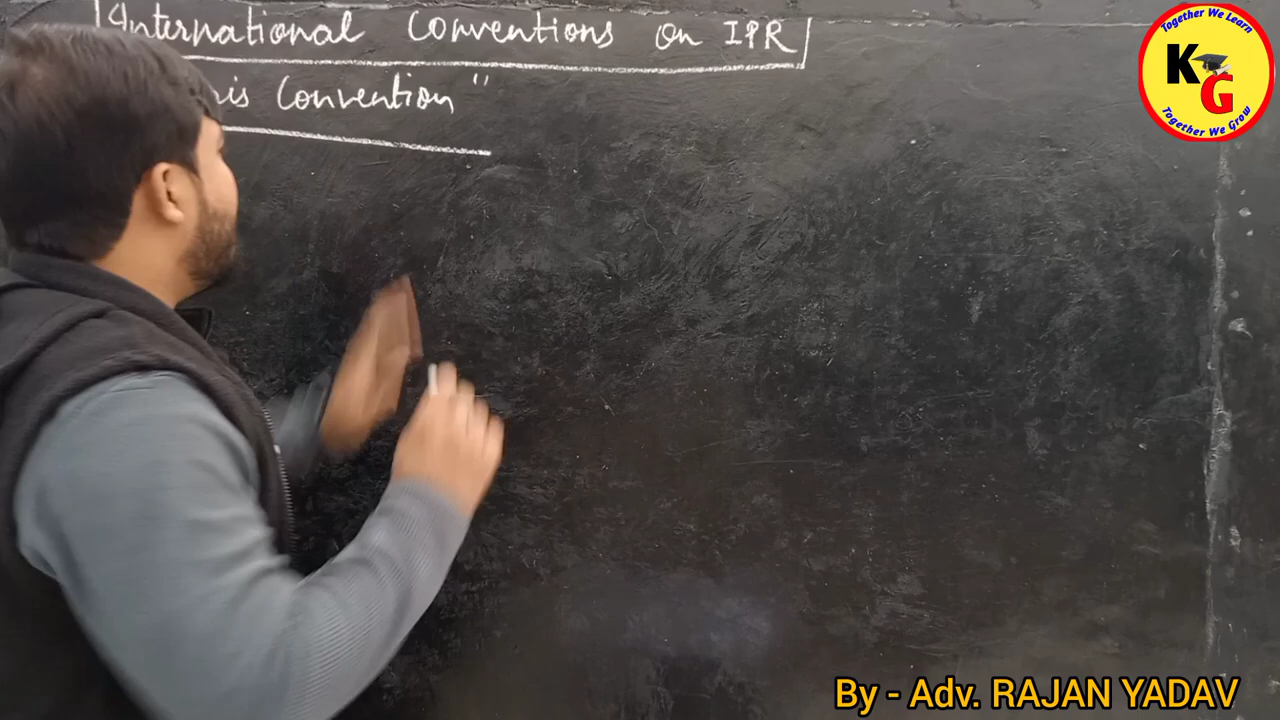 International Conventions on IPR
Convention"
Together We Learn
KG
Together We Grow
By - Adv. RAJAN YADAV